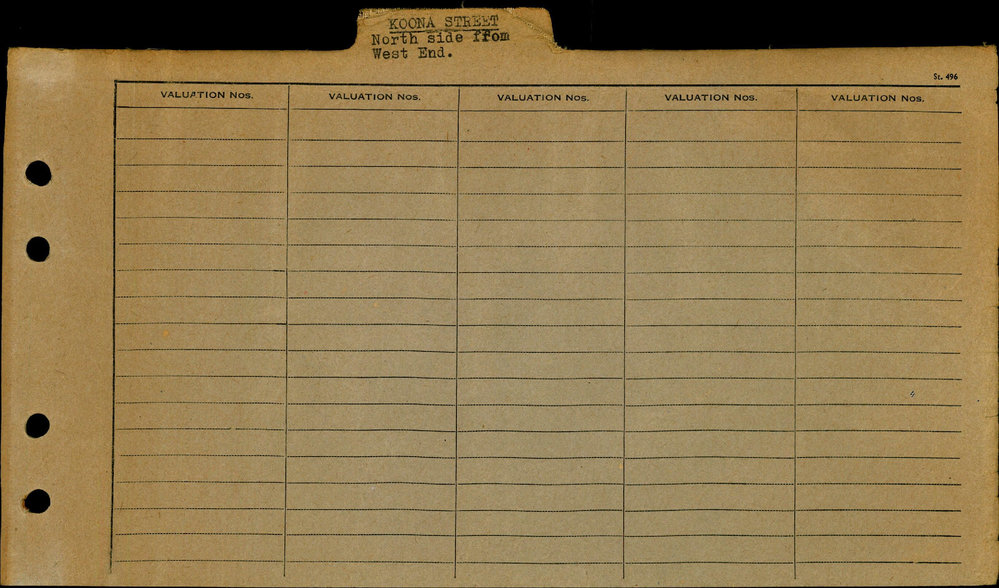 KOONA STREET
North side ffom
West End.
St. 496
VALUATION Nos. VALUATION Nos. VALUATION Nos. VALUATION Nos. VALUATION Nos.